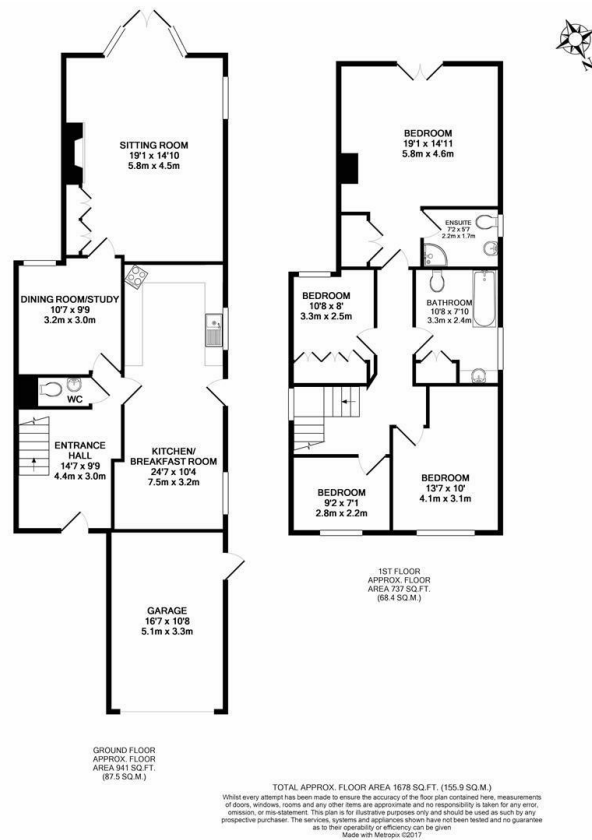 N
SITTING ROOM
19'1 x 14'10
5.8m x 4.5m
DINING ROOM/STUDY
10'7 x 9'9
3.2m x 3.0m
WC
ENTRANCE
HALL
14'7 x 9'9
4.4m x 3.0m
KITCHEN/
BREAKFAST ROOM
24'7 x 10'4
7.5m x 3.2m
GARAGE
16'7 x 10'8
5.1m x 3.3m
GROUND FLOOR
APPROX. FLOOR
AREA 941 SQ.FT.
(87.5 SQ.M.)
BEDROOM
19'1 x 14'11
5.8m x 4.6m
ENSUITE
7'2 x 5'7
2.2m x 1.7m
BEDROOM
10'8 x 8'
3.3m x 2.5m
BATHROOM
10'8 x 7'10
3.3m x 2.4m
BEDROOM
9'2 x 7'1
2.8m x 2.2m
BEDROOM
13'7 x 10'
4.1m x 3.1m
1ST FLOOR
APPROX. FLOOR
AREA 737 SQ.FT.
(68.4 SQ.M.)
TOTAL APPROX. FLOOR AREA 1678 SQ.FT. (155.9 SQ.M.)
Whilst every attempt has been made to ensure the accuracy of the floor plan contained here, measurements
of doors, windows, rooms and any other items are approximate and no responsibility is taken for any error,
omission, or mis-statement. This plan is for illustrative purposes only and should be used as such by any
prospective purchaser. The services, systems and appliances shown have not been tested and no guarantee
as to their operability or efficiency can be given
Made with Metropix ©2017